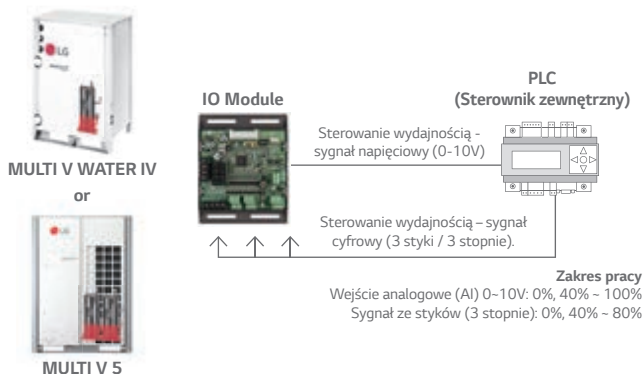 LG
MULTI V WATER IV
or
LG
MULTI V 5
IO Module
PLC
(Sterownik zewnętrzny)
Sterowanie wydajnością -
sygnał napięciowy (0-10V)
Sterowanie wydajnością – sygnał
cyfrowy (3 styki / 3 stopnie).
Zakres pracy
Wejście analogowe (AI) 0~10V: 0%, 40% ~ 100%
Sygnał ze styków (3 stopnie): 0%, 40% ~ 80%